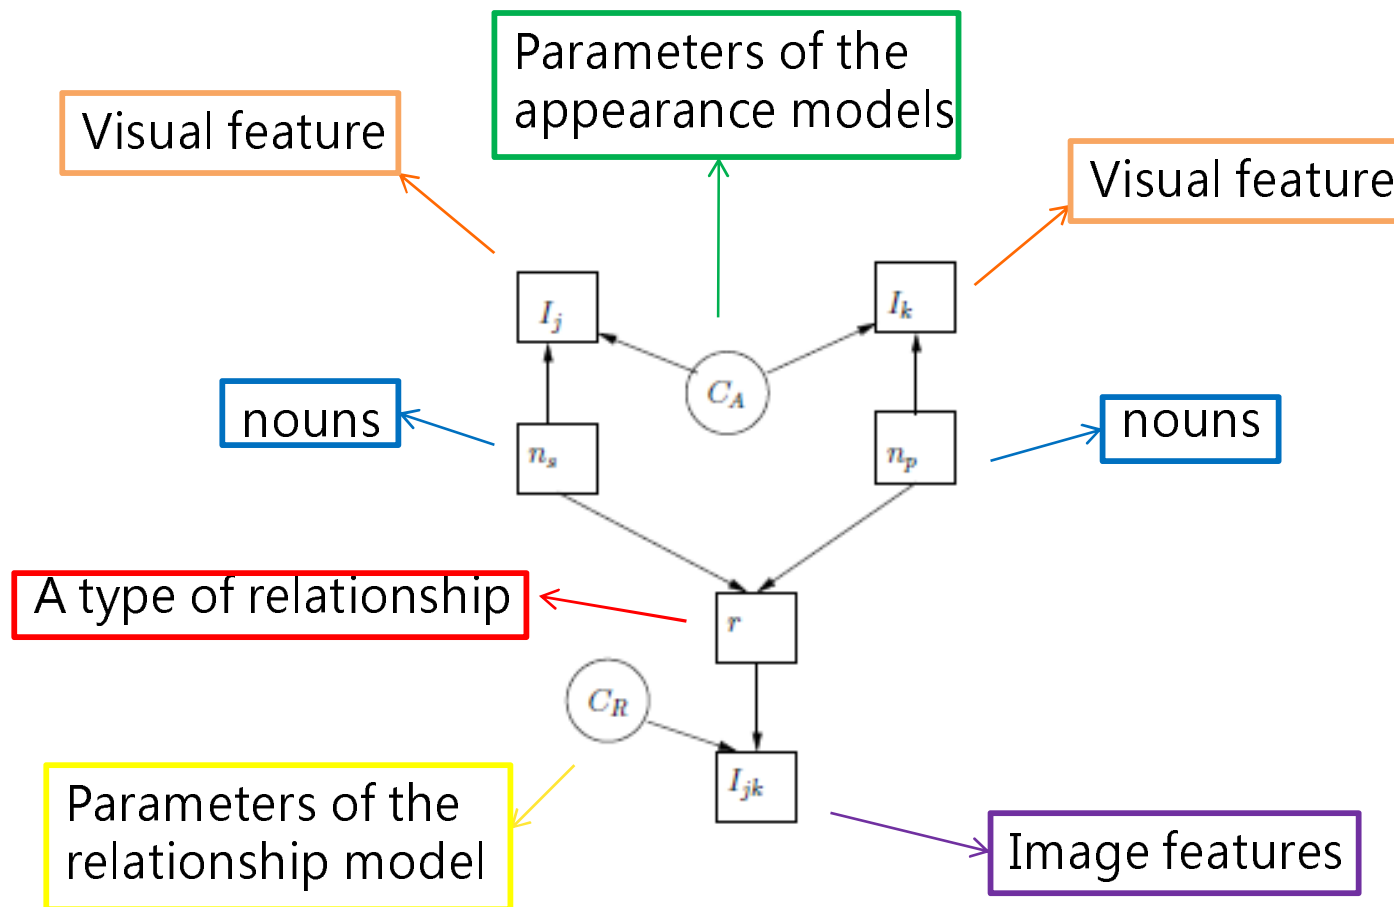 Parameters of the
appearance models
Visual feature
Visual feature
I_j
I_k
C_A
nouns
nouns
n_s
n_p
A type of relationship
r
C_R
I_jk
Parameters of the
relationship model
Image features